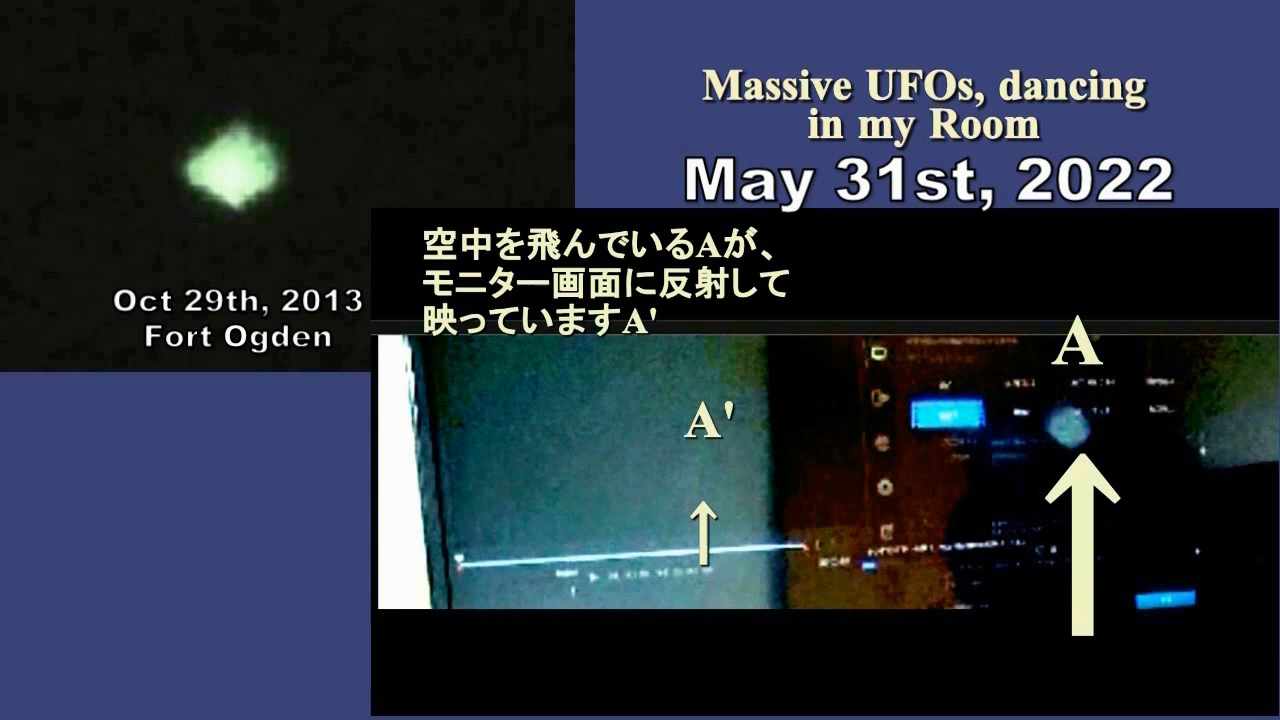 Massive UFOs, dancing
in my Room
May 31st, 2022
Oct 29th, 2013
Fort Ogden
空中を飛んでいるAが、
モニター画面に反射して
映っていますA'
A
A'